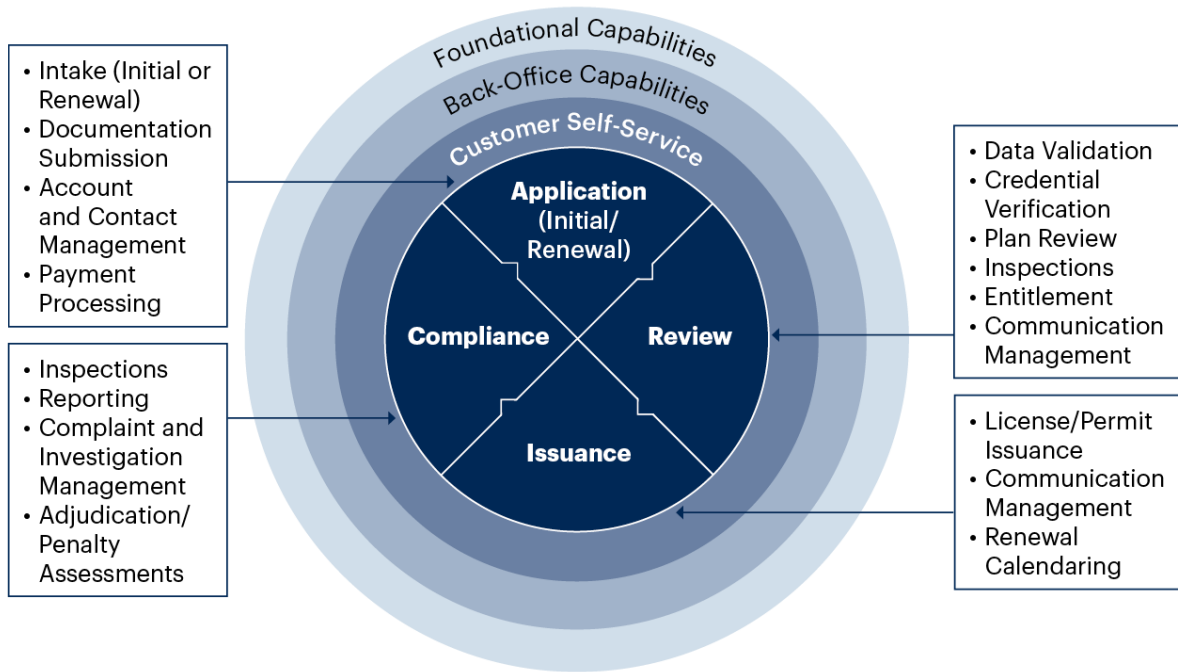 Foundational Capabilities
Back-Office Capabilities
Customer Self-Service
• Intake (Initial or
Renewal)
• Documentation
Submission
• Account
and Contact
Management
• Payment
Processing
Application
(Initial/
Renewal)
Compliance
Review
Issuance
• Data Validation
• Credential
Verification
• Plan Review
• Inspections
• Entitlement
• Communication
Management
• Inspections
• Reporting
• Complaint and
Investigation
Management
• Adjudication/
Penalty
Assessments
• License/Permit
Issuance
• Communication
Management
• Renewal
Calendaring